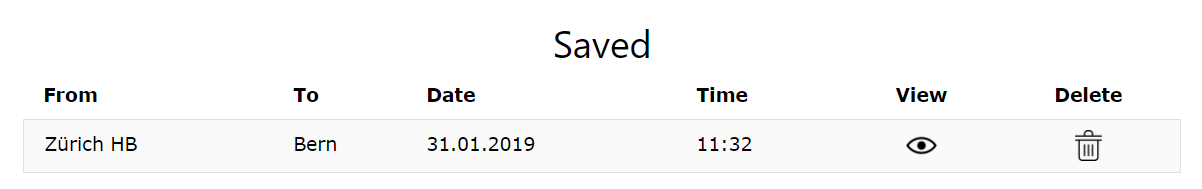 Saved
From To Date Time View Delete
Zürich HB Bern 31.01.2019 11:32